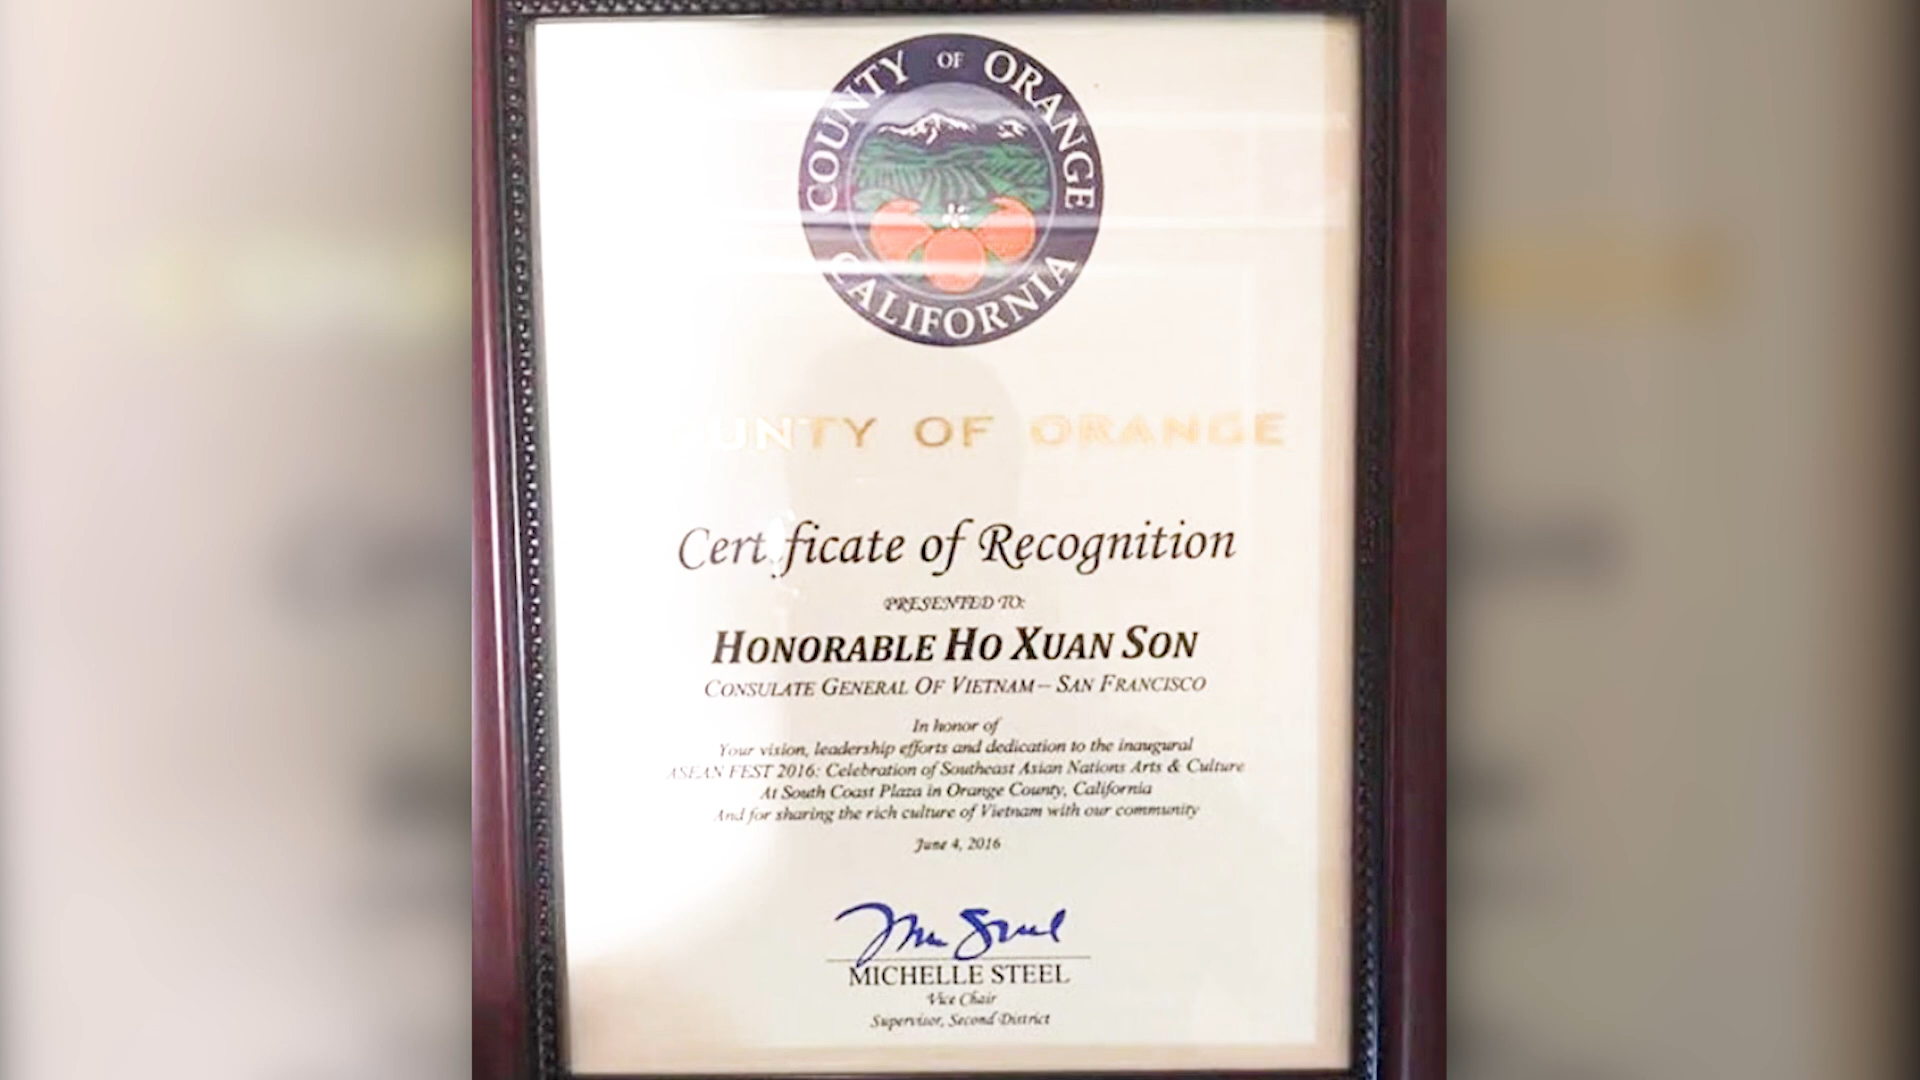 COUNTY OF ORANGE
CALIFORNIA
OF ORANGE
Certificate of Recognition
PRESENTED TO:
HONORABLE HO XUAN SON
CONSULATE GENERAL OF VIETNAM – SAN FRANCISCO
In honor of
Your vision, leadership efforts and dedication to the inaugural
ASEAN FEST 2016: Celebration of Southeast Asian Nations Arts & Culture
At South Coast Plaza in Orange County, California
And for sharing the rich culture of Vietnam with our community
June 4, 2016
MICHELLE STEEL
Vice Chair
Supervisor, Second District